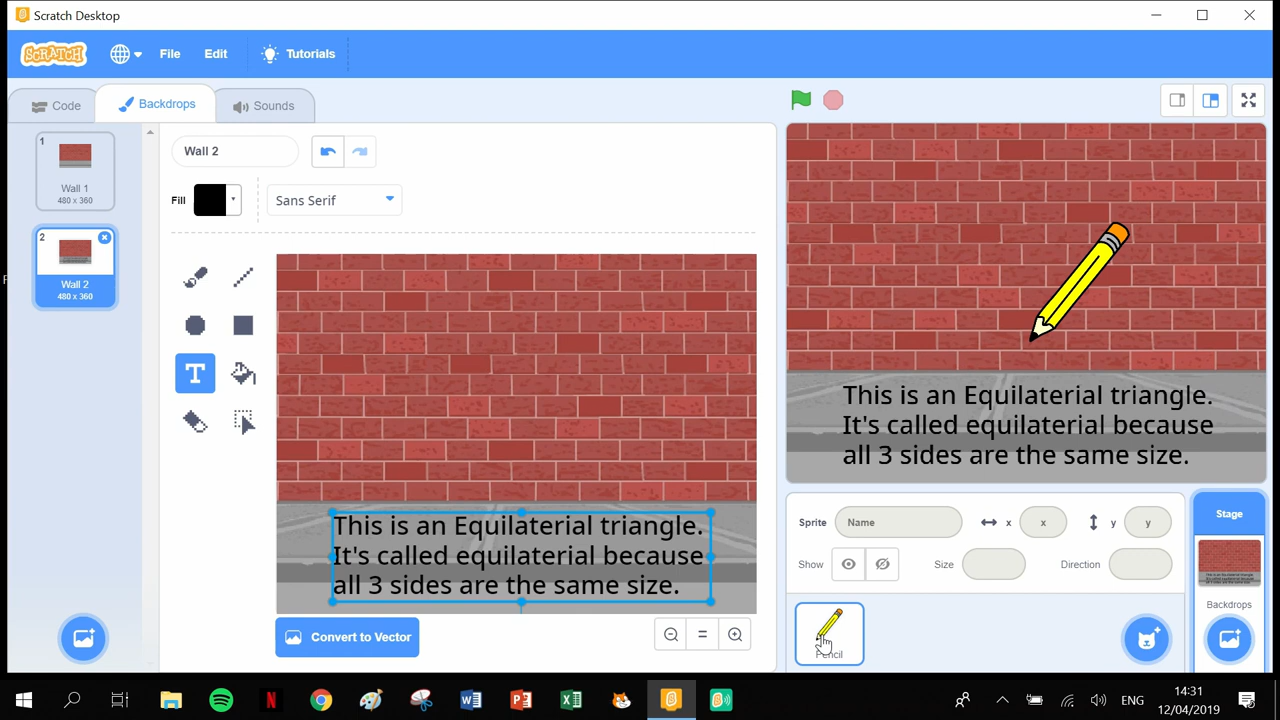 Scratch Desktop
SCRATCH
File
Edit
Tutorials
Code
Backdrops
Sounds
1
Wall 1
480 x 360
2
Wall 2
480 x 360
Wall 2
Fill
Sans Serif
T
This is an Equilaterial triangle.
It's called equilaterial because
all 3 sides are the same size.
Convert to Vector
This is an Equilaterial triangle.
It's called equilaterial because
all 3 sides are the same size.
Sprite
Name
x
x
y
y
Show
Size
Direction
Pencil
Stage
Backdrops
ENG
14:31
12/04/2019